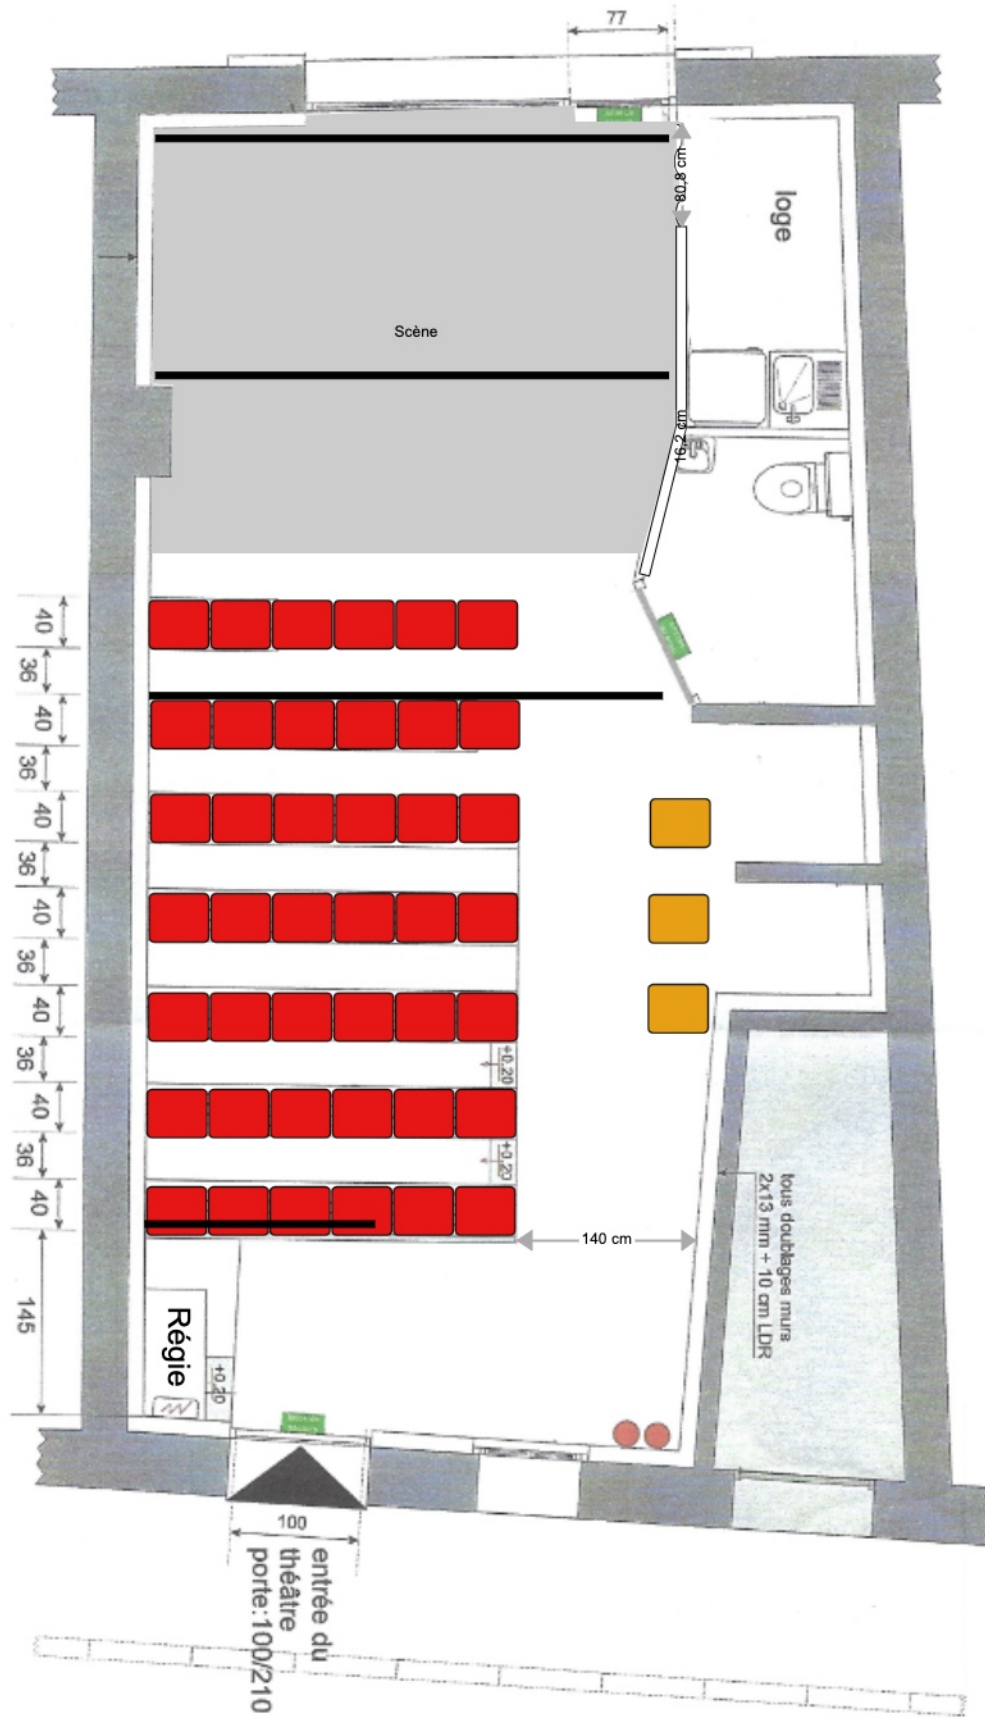 77
80,8 cm
loge
Scène
16,2 cm
40
36
40
36
40
36
40
36
40
36
40
36
40
145
+0,20
+0,20
140 cm
tous doublages murs
2x13 mm + 10 cm LDR
Régie
+0,20
100
entrée du
théâtre
porte:100/210